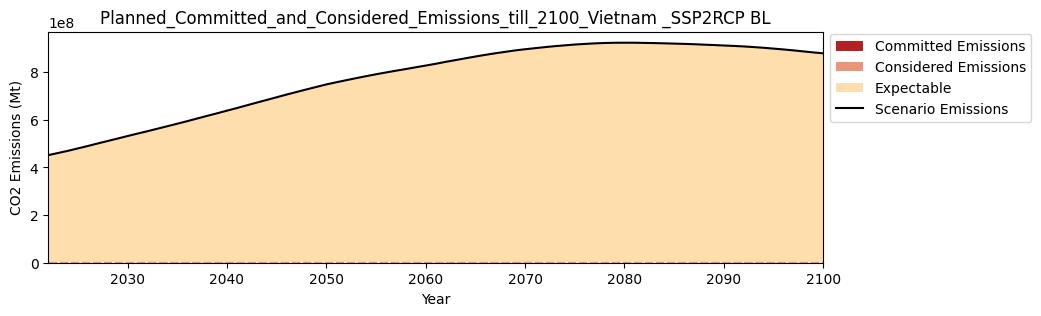 Planned_Committed_and_Considered_Emissions_till_2100_Vietnam _SSP2RCP BL
1e8
CO2 Emissions (Mt)
8
6
4
2
0
2030 2040 2050 2060 2070 2080 2090 2100
Year
Committed Emissions
Considered Emissions
Expectable
Scenario Emissions